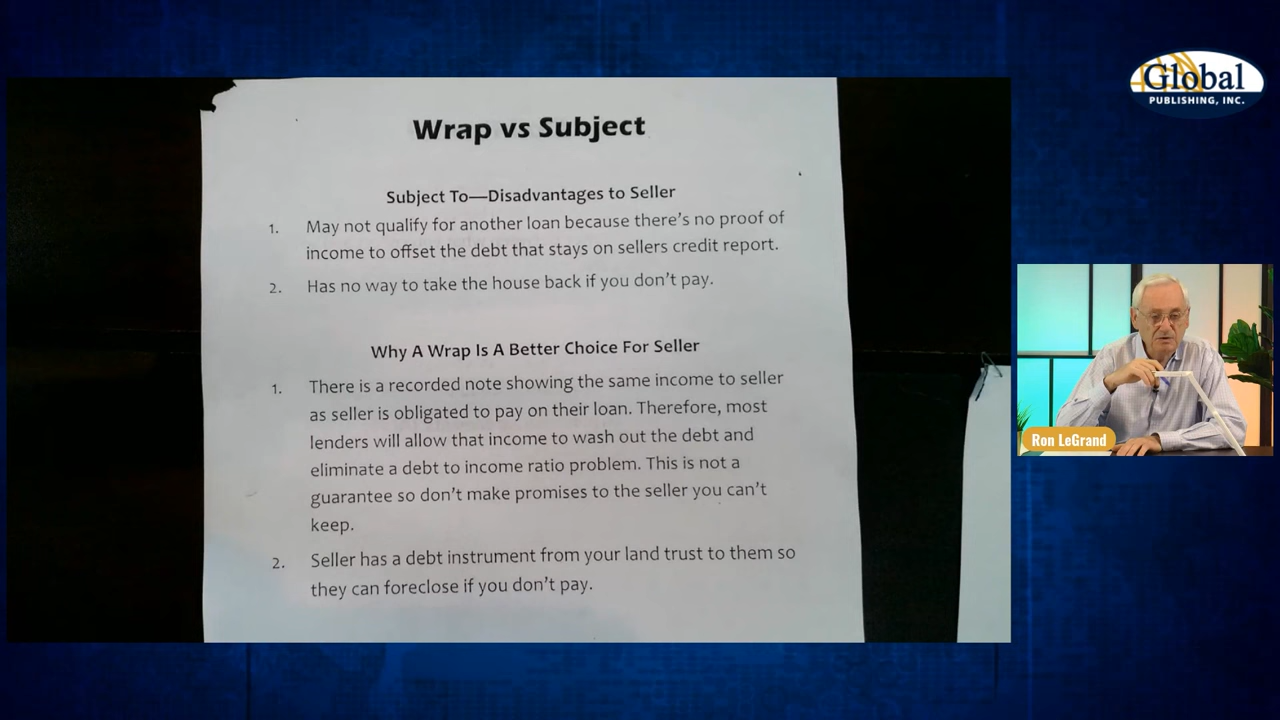 Global
PUBLISHING, INC.
Wrap vs Subject
Subject To—Disadvantages to Seller
1. May not qualify for another loan because there's no proof of
income to offset the debt that stays on sellers credit report.
2. Has no way to take the house back if you don't pay.
Why A Wrap Is A Better Choice For Seller
1. There is a recorded note showing the same income to seller
as seller is obligated to pay on their loan. Therefore, most
lenders will allow that income to wash out the debt and
eliminate a debt to income ratio problem. This is not a
guarantee so don't make promises to the seller you can't
keep.
2. Seller has a debt instrument from your land trust to them so
they can foreclose if you don't pay.
Ron LeGrand